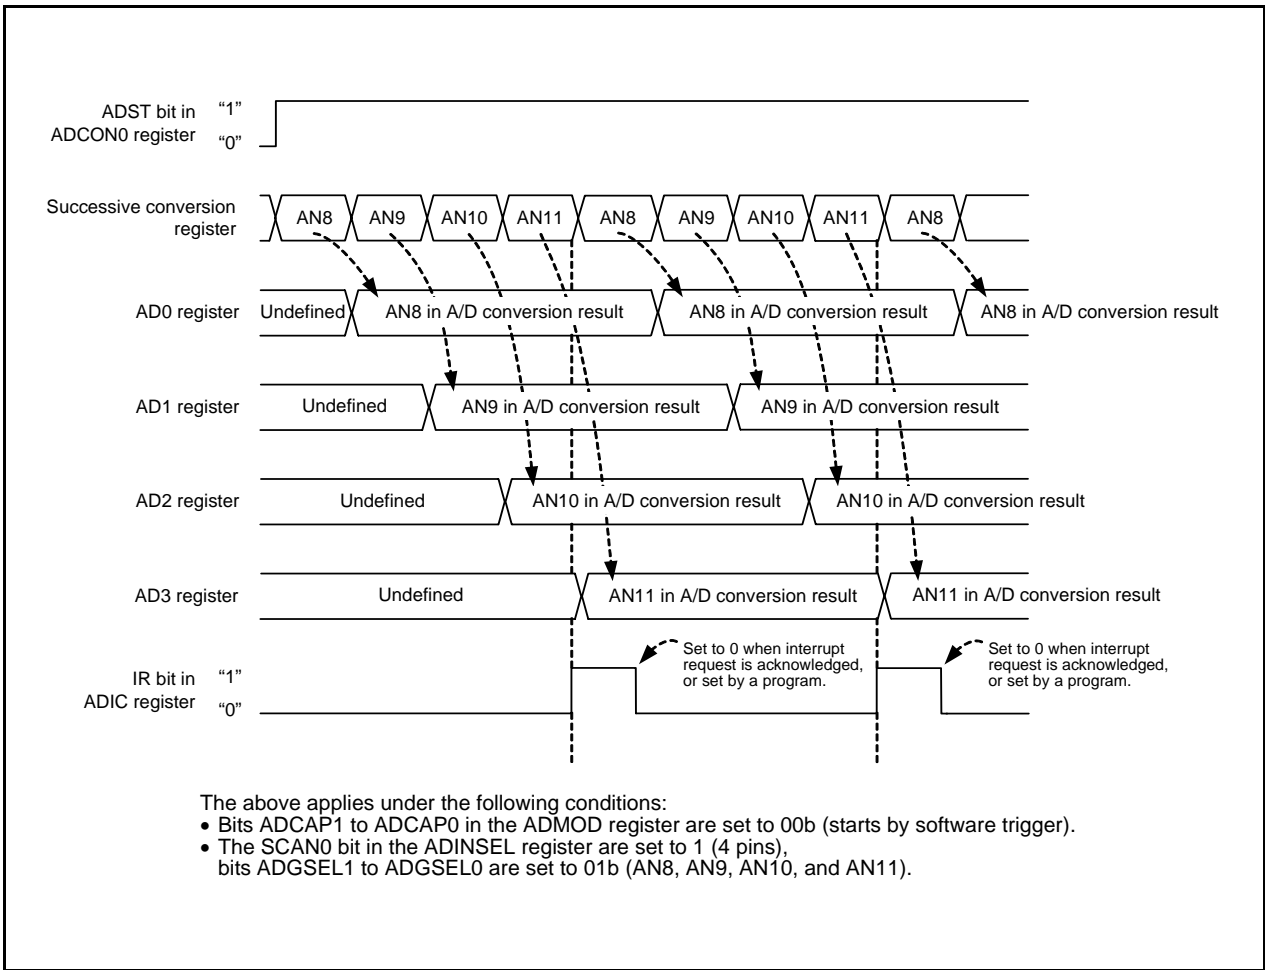 ADST bit in
ADCON0 register
“1”
“0”
Successive conversion
register
AN8 AN9 AN10 AN11 AN8 AN9 AN10 AN11 AN8
AD0 register
Undefined AN8 in A/D conversion result AN8 in A/D conversion result AN8 in A/D conversion result
AD1 register
Undefined AN9 in A/D conversion result AN9 in A/D conversion result
AD2 register
Undefined AN10 in A/D conversion result AN10 in A/D conversion result
AD3 register
Undefined AN11 in A/D conversion result AN11 in A/D conversion result
IR bit in
ADIC register
“1”
“0”
Set to 0 when interrupt
request is acknowledged,
or set by a program.
Set to 0 when interrupt
request is acknowledged,
or set by a program.
The above applies under the following conditions:
• Bits ADCAP1 to ADCAP0 in the ADMOD register are set to 00b (starts by software trigger).
• The SCAN0 bit in the ADINSEL register are set to 1 (4 pins),
bits ADGSEL1 to ADGSEL0 are set to 01b (AN8, AN9, AN10, and AN11).